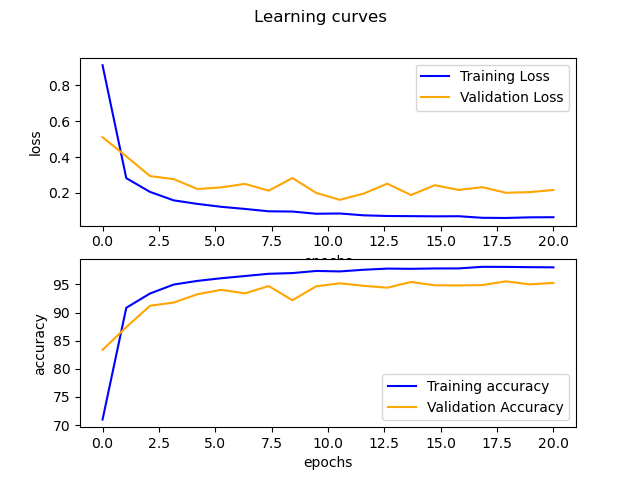 Learning curves
loss
0.8
0.6
0.4
0.2
Training Loss
Validation Loss
0.0 2.5 5.0 7.5 10.0 12.5 15.0 17.5 20.0
epochs
accuracy
95
90
85
80
75
70
Training accuracy
Validation Accuracy
0.0 2.5 5.0 7.5 10.0 12.5 15.0 17.5 20.0
epochs